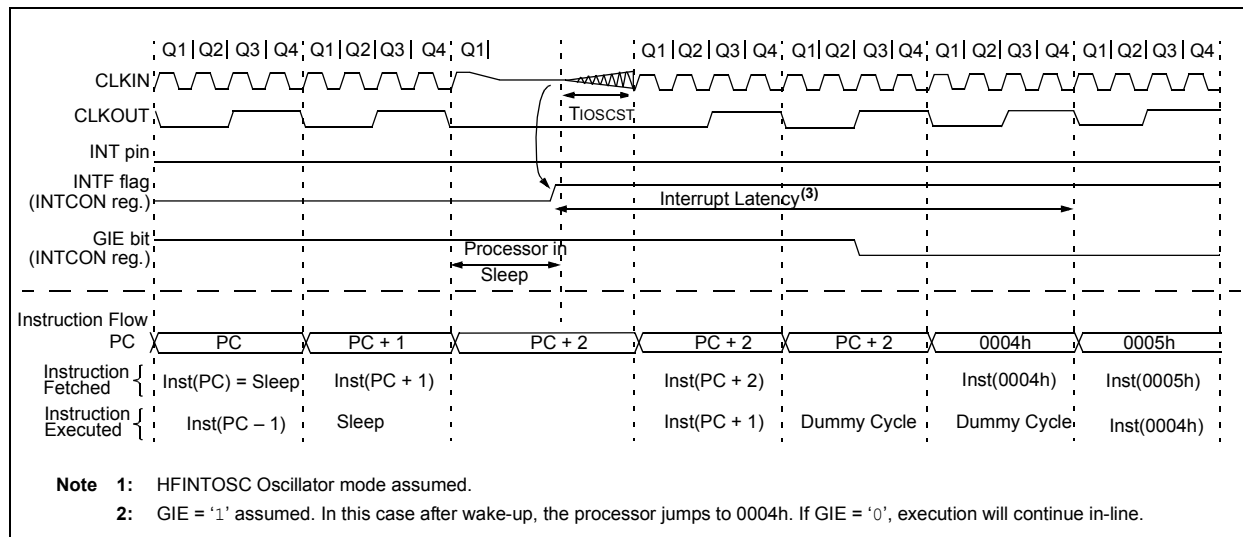 Q1| Q2| Q3| Q4 Q1| Q2| Q3| Q4 Q1| Q1| Q2| Q3| Q4 Q1| Q2| Q3| Q4 Q1| Q2| Q3| Q4 Q1| Q2| Q3| Q4
CLKIN
TIOSCST
CLKOUT
INT pin
INTF flag
(INTCON reg.)
Interrupt Latency(3)
GIE bit
(INTCON reg.)
Processor in
Sleep
Instruction Flow
PC PC PC + 1 PC + 2 PC + 2 PC + 2 0004h 0005h
Instruction
Fetched { Inst(PC) = Sleep Inst(PC + 1) Inst(PC + 2) Inst(0004h) Inst(0005h)
Instruction
Executed { Inst(PC – 1) Sleep Inst(PC + 1) Dummy Cycle Dummy Cycle Inst(0004h)
Note 1: HFINTOSC Oscillator mode assumed.
2: GIE = ‘1’ assumed. In this case after wake-up, the processor jumps to 0004h. If GIE = ‘0’, execution will continue in-line.